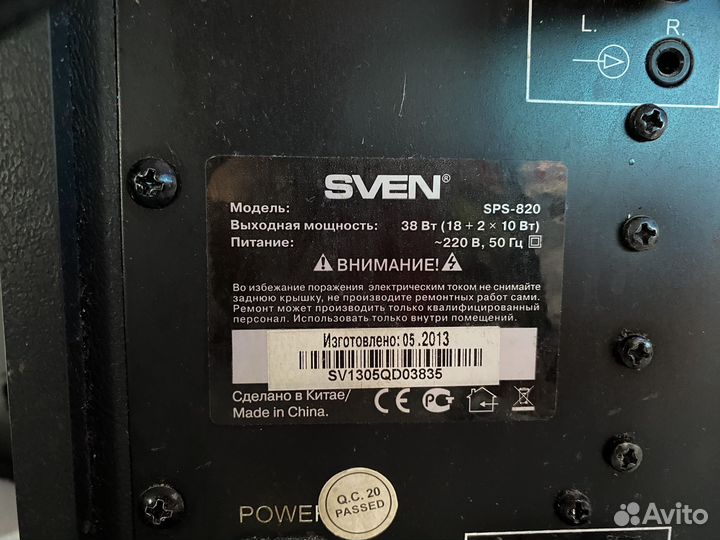 L. R.
SVEN®
Модель: SPS-820
Выходная мощность: 38 Вт (18 + 2 × 10 Вт)
Питание: ~220 В, 50 Гц
ВНИМАНИЕ!
Во избежание поражения электрическим током не снимайте
заднюю крышку, не производите ремонтных работ сами.
Ремонт может производить только квалифицированный
персонал. Использовать только внутри помещений.
Изготовлено: 05.2013
SV1305QD03835
Сделано в Китае/
Made in China.
CE PG
POWER
Q.C. 20
PASSED
Avito